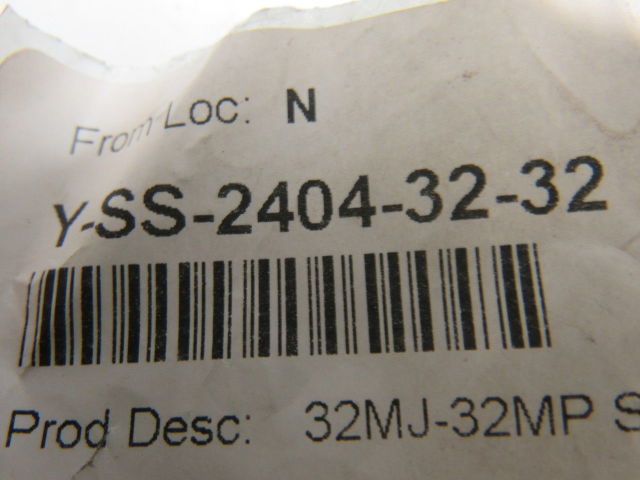 From Loc: N
Y-SS-2404-32-32
Prod Desc: 32MJ-32MP S